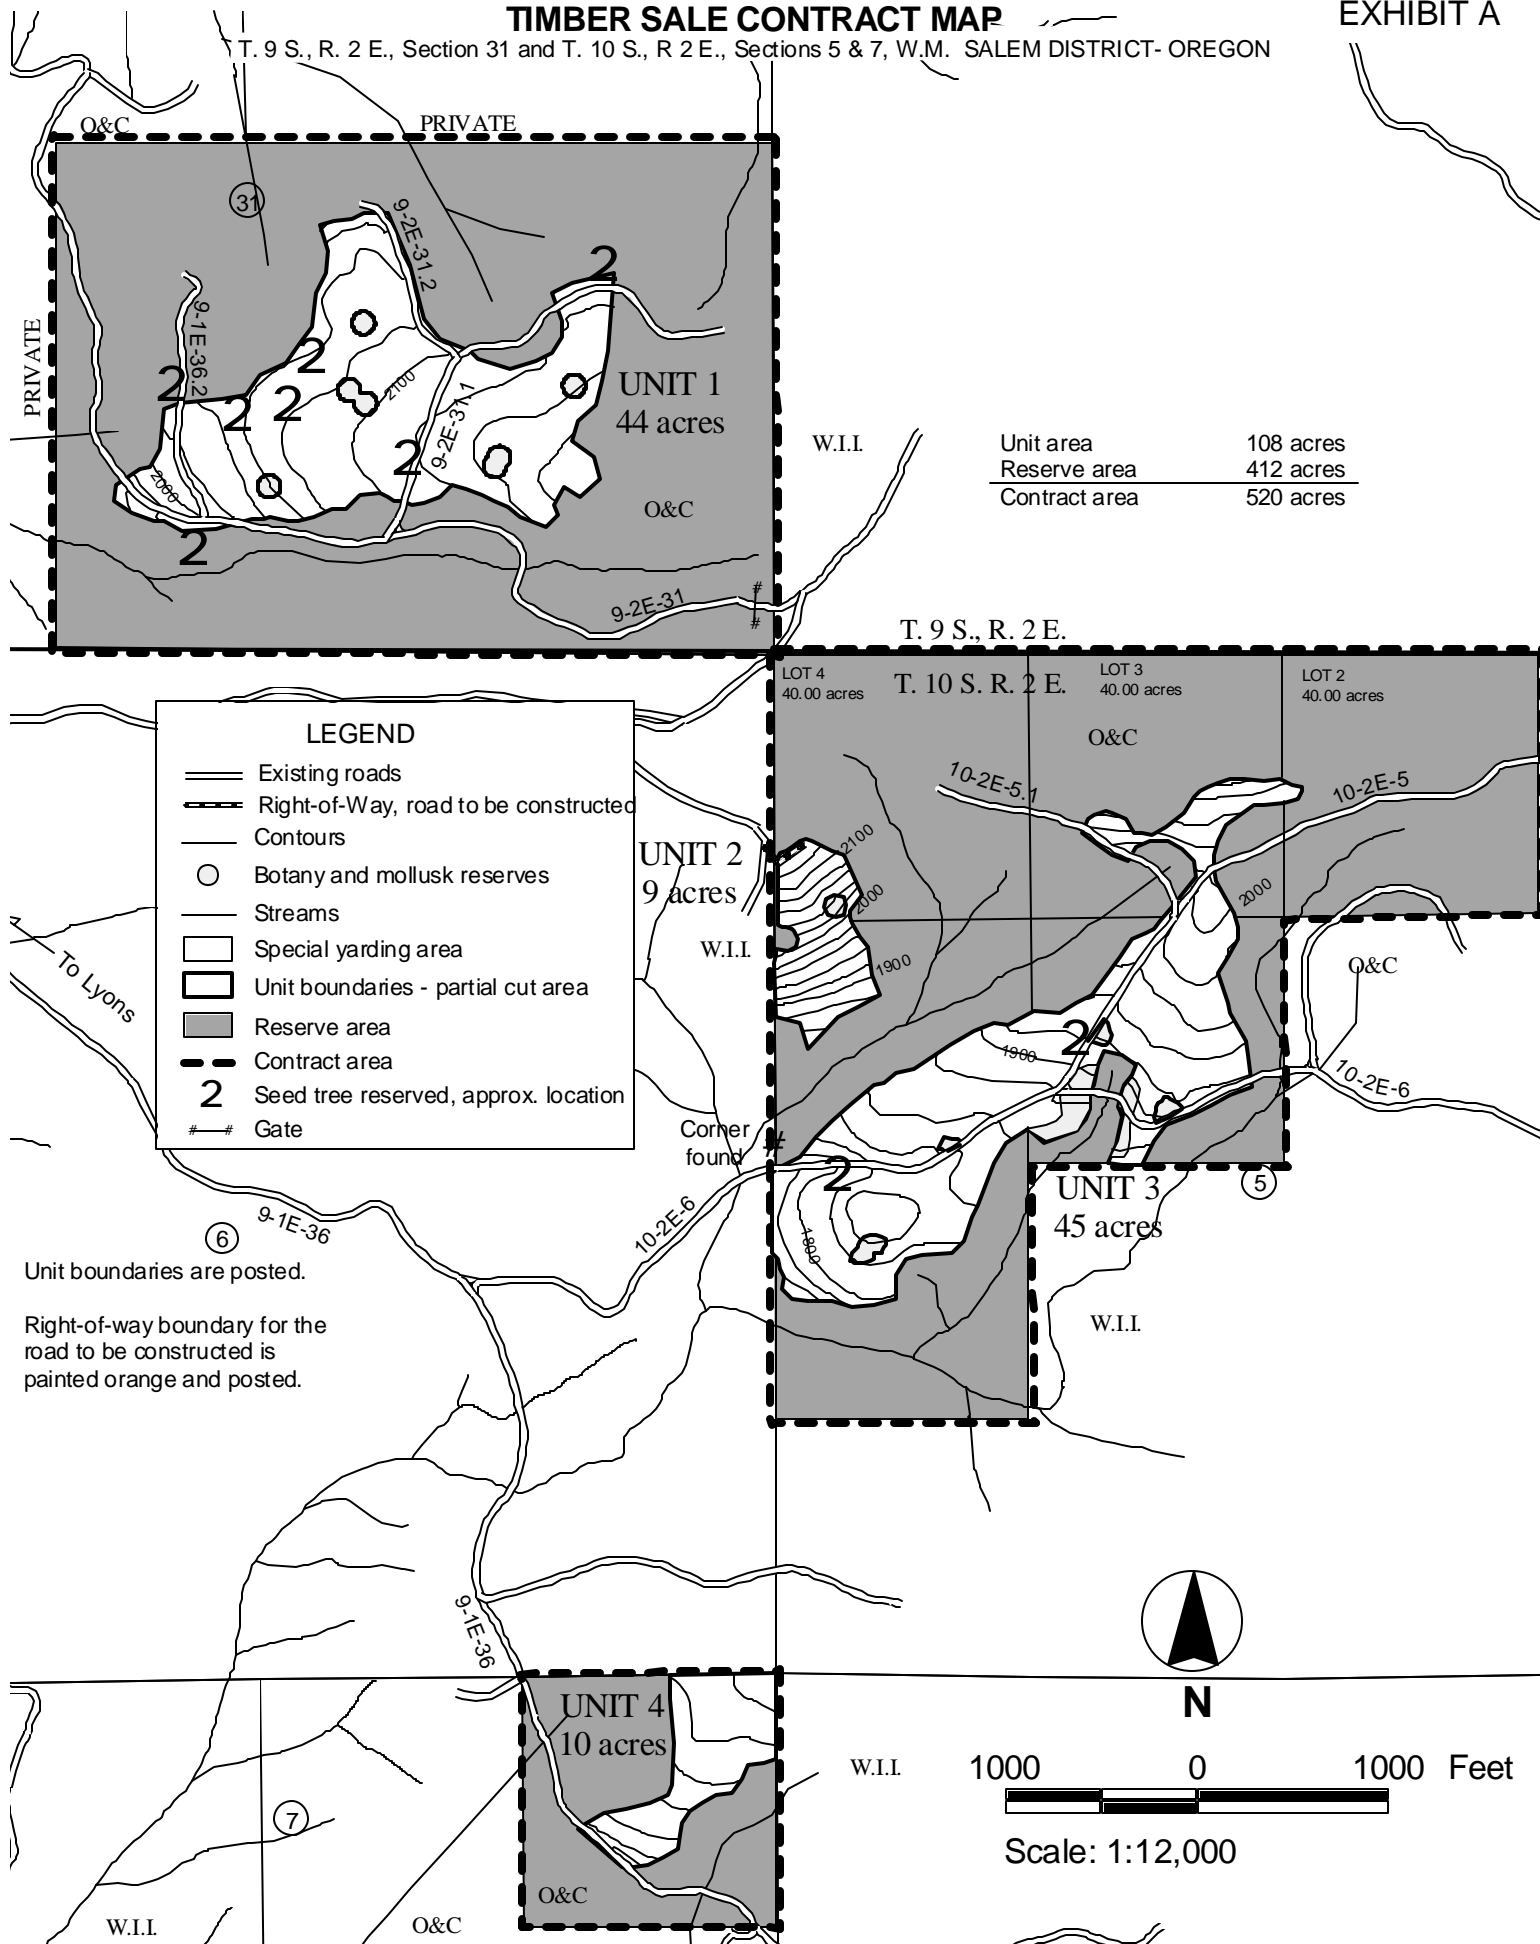 TIMBER SALE CONTRACT MAP
EXHIBIT A
T. 9 S., R. 2 E., Section 31 and T. 10 S., R 2 E., Sections 5 & 7, W.M. SALEM DISTRICT- OREGON
O&C
PRIVATE
31
9-2E-31.2
2
9-1E-36.2
PRIVATE
2
2
2
2
2100
UNIT 1
44 acres
9-2E-31.1
2
2000
W.I.I.
O&C
2
Unit area 108 acres
Reserve area 412 acres
Contract area 520 acres
9-2E-31
#
#
T. 9 S., R. 2 E.
T. 10 S. R. 2 E.
LOT 4
40.00 acres
LOT 3
40.00 acres
LOT 2
40.00 acres
O&C
LEGEND
Existing roads
Right-of-Way, road to be constructed
Contours
Botany and mollusk reserves
Streams
Special yarding area
Unit boundaries - partial cut area
Reserve area
Contract area
2 Seed tree reserved, approx. location
# # Gate
10-2E-5.1
10-2E-5
UNIT 2
9 acres
2100
2000
2000
1900
W.I.I.
O&C
To Lyons
1900
2
10-2E-6
Corner
found
#
2
5
UNIT 3
45 acres
10-2E-6
1800
9-1E-36
6
Unit boundaries are posted.
Right-of-way boundary for the
road to be constructed is
painted orange and posted.
W.I.I.
9-1E-36
N
UNIT 4
10 acres
W.I.I.
1000 0 1000 Feet
7
Scale: 1:12,000
O&C
W.I.I.
O&C